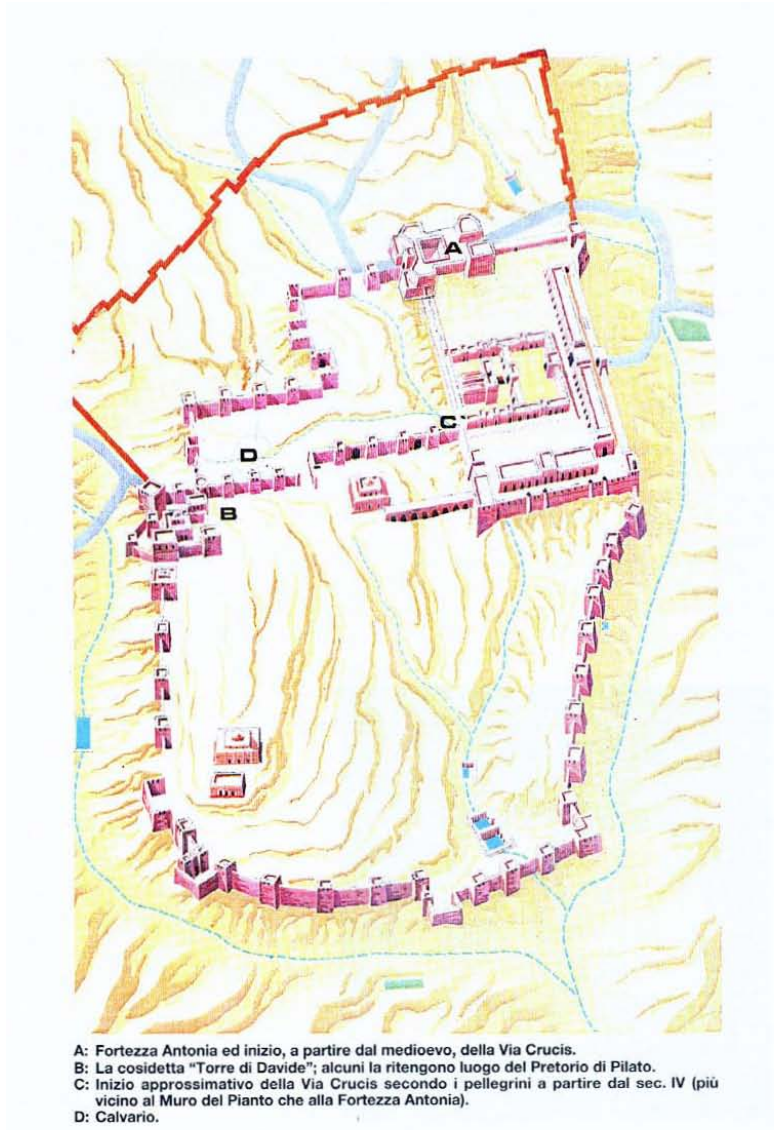 A
C
D
B
A: Fortezza Antonia ed inizio, a partire dal medioevo, della Via Crucis.
B: La cosidetta “Torre di Davide”; alcuni la ritengono luogo del Pretorio di Pilato.
C: Inizio approssimativo della Via Crucis secondo i pellegrini a partire dal sec. IV (più
vicino al Muro del Pianto che alla Fortezza Antonia).
D: Calvario.